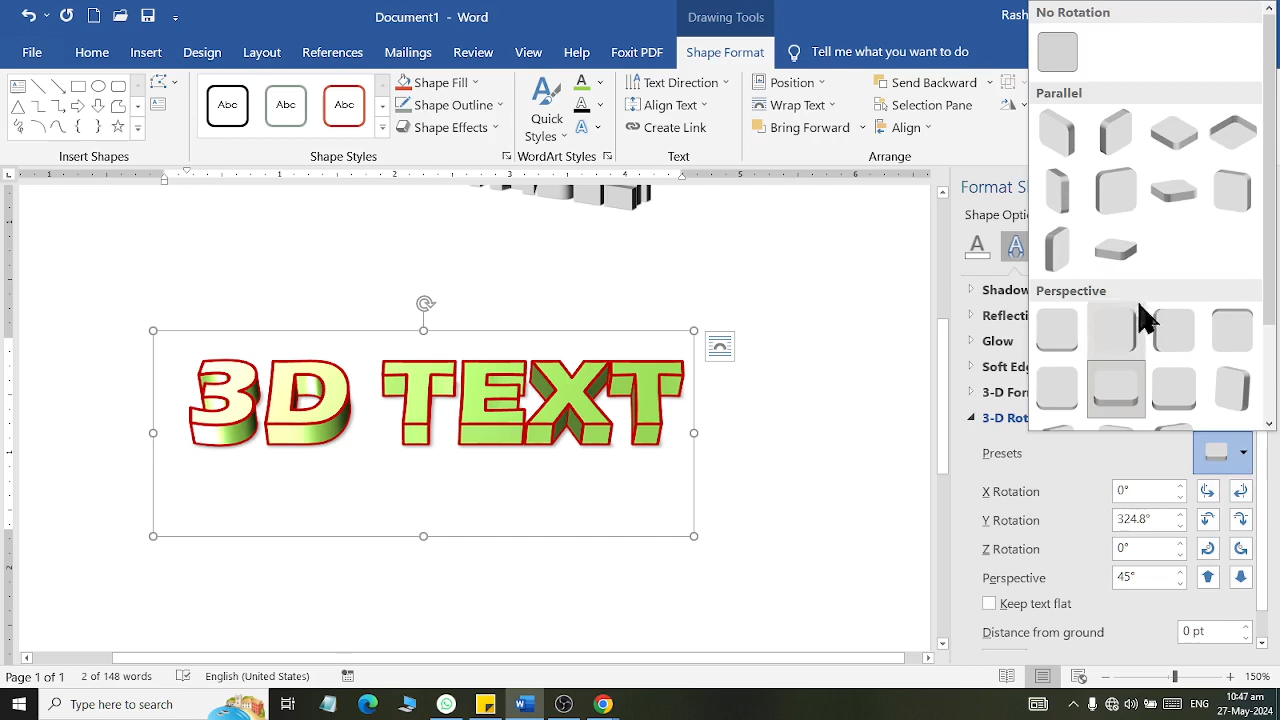 Document1 - Word
Drawing Tools
Rash
File Home Insert Design Layout References Mailings Review View Help Foxit PDF Shape Format Tell me what you want to do
Abc Abc Abc
Shape Fill
Shape Outline
Shape Effects
Quick
Styles
A
A
A
A
Text Direction
Align Text
Create Link
Position
Wrap Text
Bring Forward
Send Backward
Selection Pane
Align
Insert Shapes Shape Styles WordArt Styles Text Arrange
1 2 3 4 5 6
No Rotation
Parallel
Perspective
Format S
Shape Opti
A A
Shadow
Reflecti
Glow
Soft Edg
3-D For
3-D Rot
Presets
X Rotation 0°
Y Rotation 324.8°
Z Rotation 0°
Perspective 45°
Keep text flat
Distance from ground 0 pt
3D TEXT
Page 1 of 1 2 of 148 words English (United States) 150%
Type here to search
ENG
10:47 am
27-May-2024